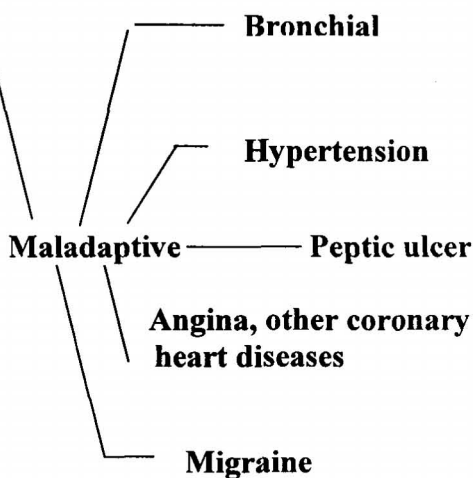 Bronchial
Hypertension
Maladaptive
Peptic ulcer
Angina, other coronary
heart diseases
Migraine